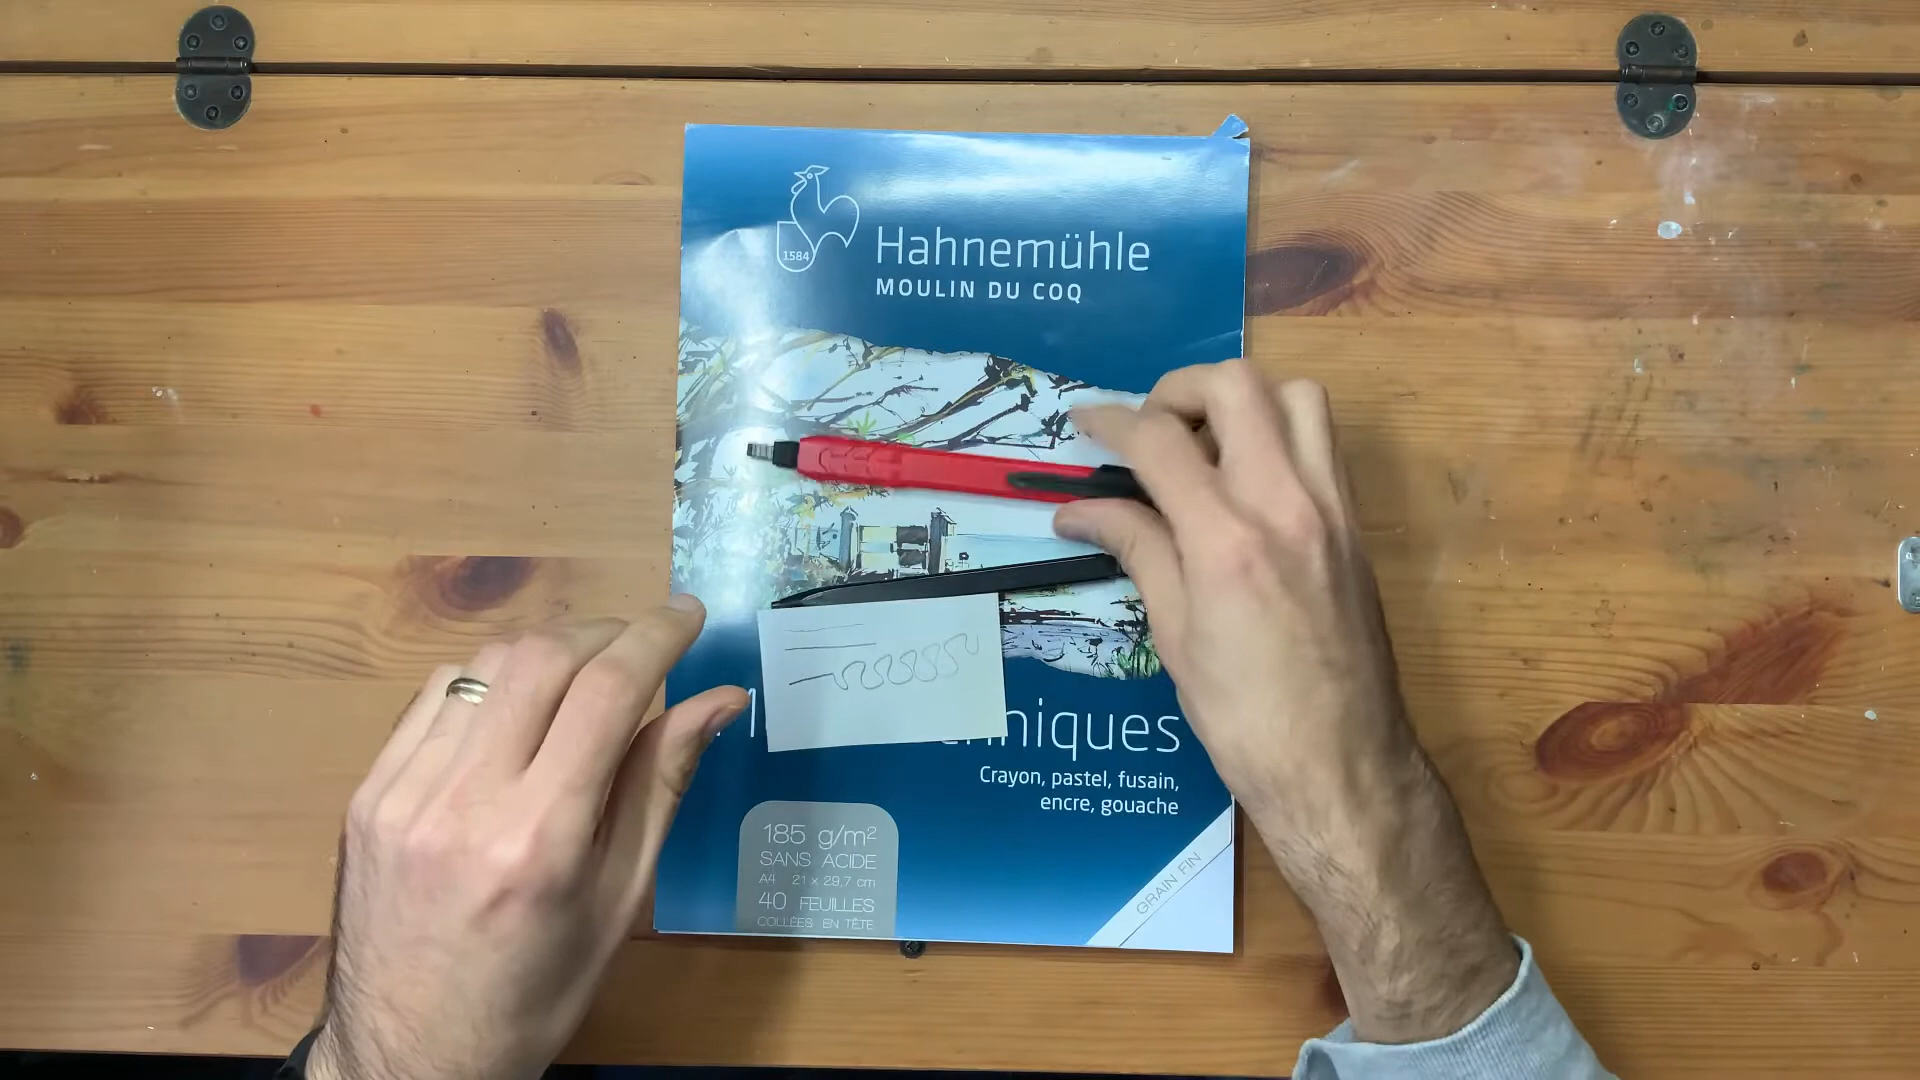 1584
Hahnemühle
MOULIN DU COQ
niques
Crayon, pastel, fusain,
encre, gouache
185 g/m²
SANS ACIDE
A4 21 x 29,7 cm
40 FEUILLES
COLLÉES EN TÊTE
GRAIN FIN